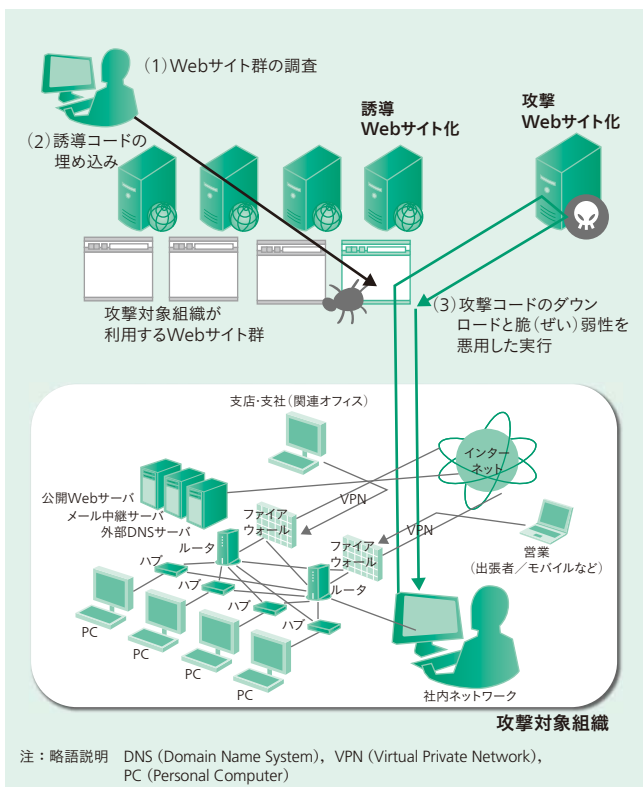 (1)Webサイト群の調査
(2)誘導コードの
埋め込み
誘導
Webサイト化
攻撃
Webサイト化
攻撃対象組織が
利用するWebサイト群
(3)攻撃コードのダウン
ロードと脆(ぜい)弱性を
悪用した実行
支店・支社(関連オフィス)
インター
ネット
公開Webサーバ
メール中継サーバ
外部DNSサーバ
VPN
ファイア
ウォール
VPN
ファイア
ウォール
営業
(出張者/モバイルなど)
ルータ
ルータ
ハブ
ハブ
ハブ
ハブ
PC
PC
PC
PC
社内ネットワーク
攻撃対象組織
注:略語説明 DNS(Domain Name System),VPN(Virtual Private Network),
PC(Personal Computer)